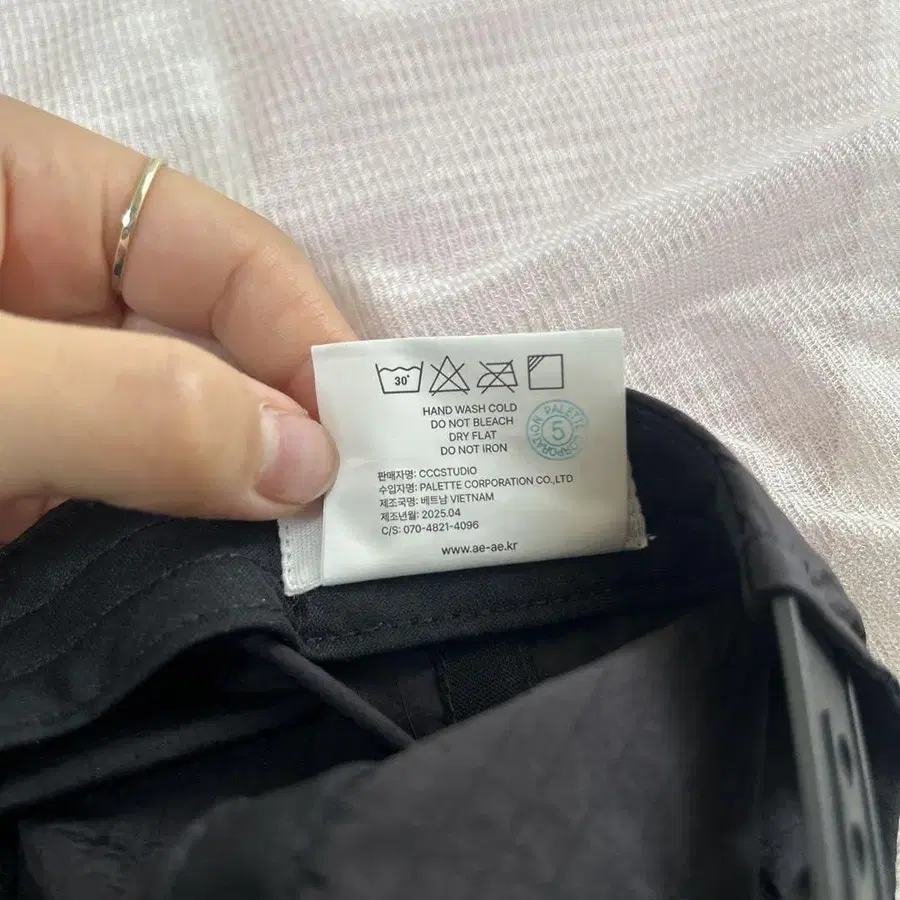 30°
HAND WASH COLD
DO NOT BLEACH
DRY FLAT
DO NOT IRON
PALETTE CORPORATION
5
판매자명: CCCSTUDIO
수입자명: PALETTE CORPORATION CO.,LTD
제조국명: 베트남 VIETNAM
제조년월: 2025.04
C/S: 070-4821-4096
www.ae-ae.kr